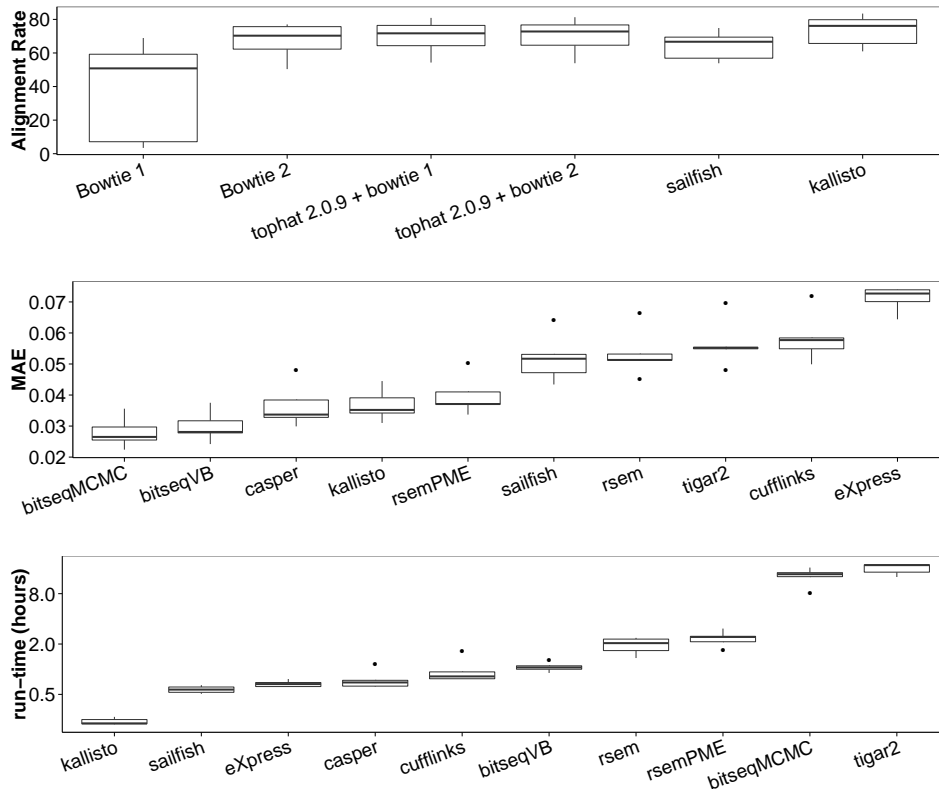 Alignment Rate
80
60
40
20
0
Bowtie 1
Bowtie 2
tophat 2.0.9 + bowtie 1
tophat 2.0.9 + bowtie 2
sailfish
kallisto
MAE
0.07
0.06
0.05
0.04
0.03
0.02
bitseqMCMC
bitseqVB
casper
kallisto
rsemPME
sailfish
rsem
tigar2
cufflinks
eXpress
run−time (hours)
8.0
2.0
0.5
kallisto
sailfish
eXpress
casper
cufflinks
bitseqVB
rsem
rsemPME
bitseqMCMC
tigar2